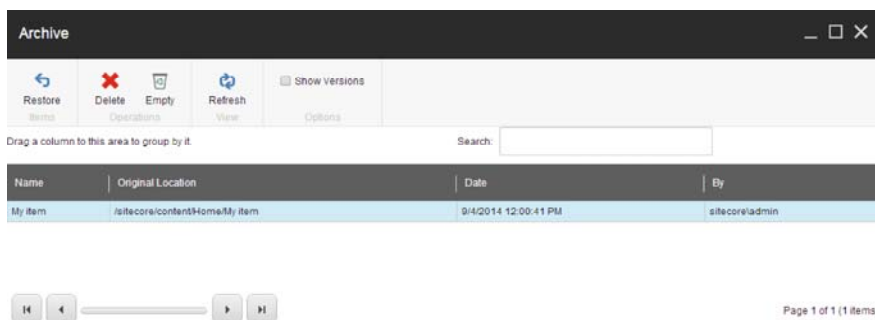 Archive
Restore
Delete
Empty
Refresh
Show Versions
Items
Operations
View
Options
Drag a column to this area to group by it.
Search:
Name
Original Location
Date
By
My item
/sitecore/content/Home/My item
9/4/2014 12:00:41 PM
sitecore\admin
Page 1 of 1 (1 items